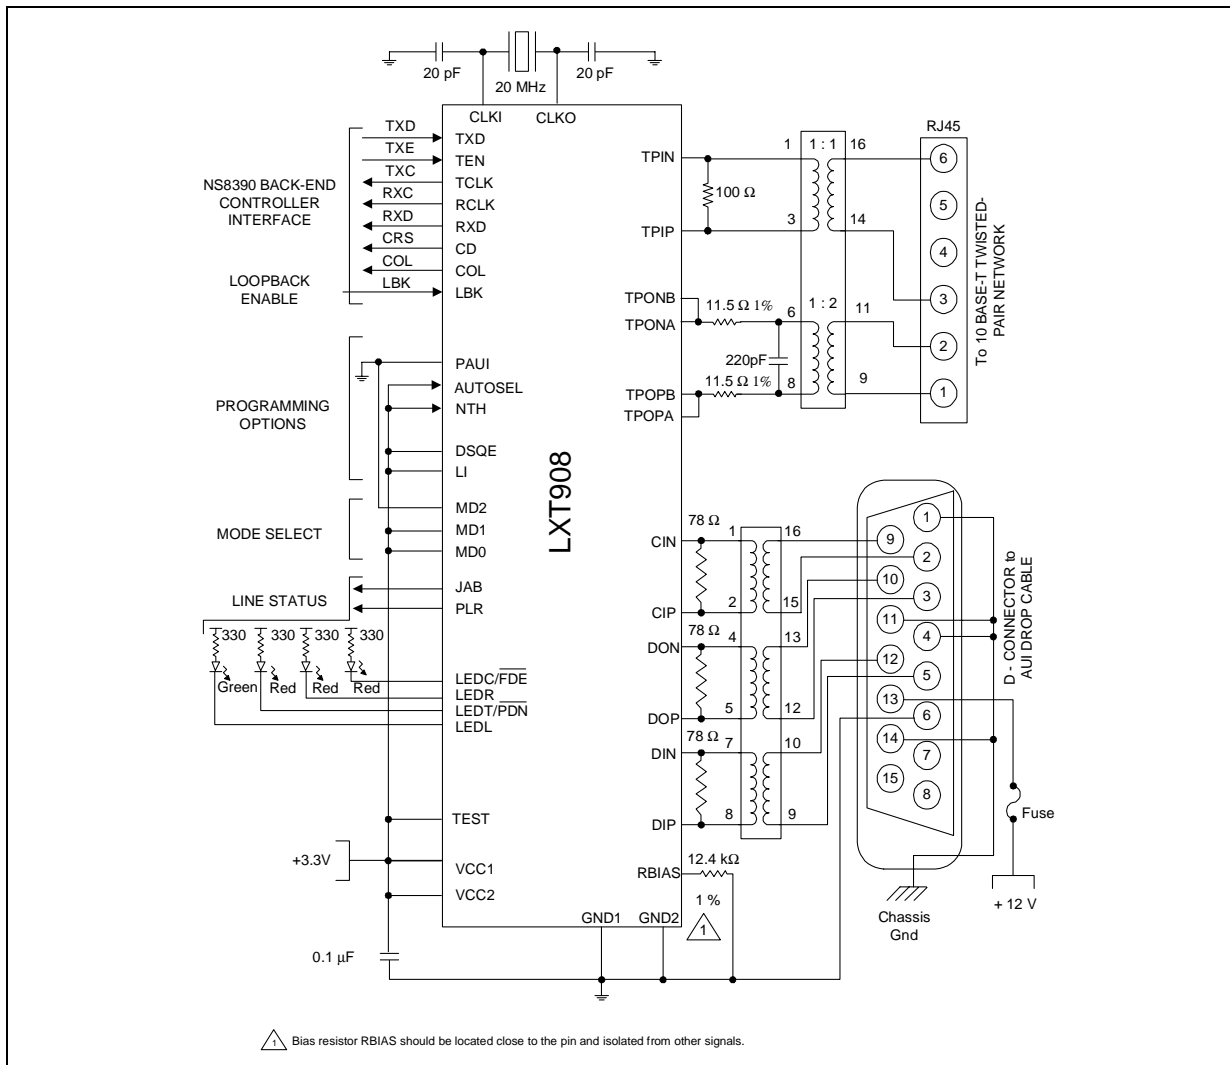 20 pF
20 MHz
20 pF
CLKI
CLKO
NS8390 BACK-END
CONTROLLER
INTERFACE
TXD
TXE
TXC
RXC
RXD
CRS
COL
LBK
LOOPBACK
ENABLE
TXD
TEN
TCLK
RCLK
RXD
CD
COL
LBK
PROGRAMMING
OPTIONS
PAUI
AUTOSEL
NTH
DSQE
LI
MODE SELECT
MD2
MD1
MD0
LINE STATUS
JAB
PLR
330
330
330
330
Green
Red
Red
Red
LEDC/FDE
LEDR
LEDT/PDN
LEDL
TEST
+3.3V
VCC1
VCC2
0.1 µF
LXT908
GND1
GND2
TPIN
TPIP
100 Ω
1
1 : 1
16
3
14
TPONB
TPONA
11.5 Ω 1%
6
1 : 2
11
220pF
TPOPB
TPOPA
11.5 Ω 1%
8
9
RJ45
6
5
4
3
2
1
To 10 BASE-T TWISTED-
PAIR NETWORK
CIN
CIP
78 Ω
1
16
2
15
DON
DOP
78 Ω
4
13
5
12
DIN
DIP
78 Ω
7
10
8
9
RBIAS
12.4 kΩ
1 %
1
1
9
2
10
3
11
4
12
5
13
6
14
7
15
8
D - CONNECTOR to
AUI DROP CABLE
Fuse
+ 12 V
Chassis
Gnd
1 Bias resistor RBIAS should be located close to the pin and isolated from other signals.